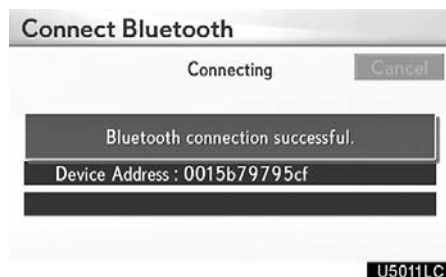 Connect Bluetooth
Connecting
Cancel
Bluetooth connection successful.
Device Address : 0015b79795cf
U5011LC